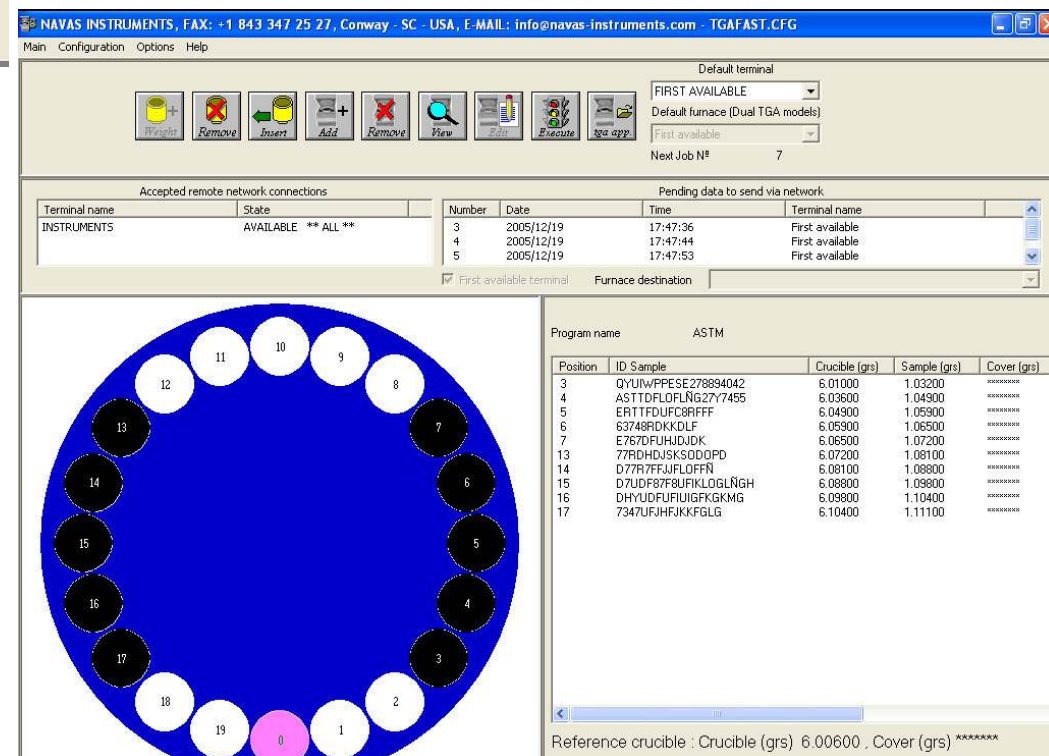 NAVAS INSTRUMENTS, FAX: +1 843 347 25 27, Conway - SC - USA, E-MAIL: info@navas-instruments.com - TGAFAST.CFG
Main Configuration Options Help
Default terminal
FIRST AVAILABLE
Default furnace (Dual TGA models)
First available
Next Job Nº 7
Weight Remove Insert Add Remove View Edit Execute tga app.
Accepted remote network connections
Terminal name State
INSTRUMENTS AVAILABLE ** ALL **
Pending data to send via network
Number Date Time Terminal name
3 2005/12/19 17:47:36 First available
4 2005/12/19 17:47:44 First available
5 2005/12/19 17:47:53 First available
First available terminal Furnace destination
10
11 9
12 8
13 7
14 6
15 5
16 4
17 3
18 2
19 1
0
Program name ASTM
Position ID Sample Crucible (grs) Sample (grs) Cover (grs)
3 QYUIWPPESE278894042 6.01000 1.03200 ********
4 ASTTDFLOFLÑG27Y7455 6.03600 1.04900 ********
5 ERTTFDUFC8RFFF 6.04900 1.05900 ********
6 63748RDKKDLF 6.05900 1.06500 ********
7 E767DFUHJDJDK 6.06500 1.07200 ********
13 77RDHDJSKSODOPD 6.07200 1.08100 ********
14 D77R7FFJJFLOFFÑ 6.08100 1.08800 ********
15 D7UDF87F8UFIKLOGLÑGH 6.08800 1.09800 ********
16 DHYUDFUFIUIGFKGKMG 6.09800 1.10400 ********
17 7347UFJHFJKKFGLG 6.10400 1.11100 ********
Reference crucible : Crucible (grs) 6.00600 , Cover (grs) *******